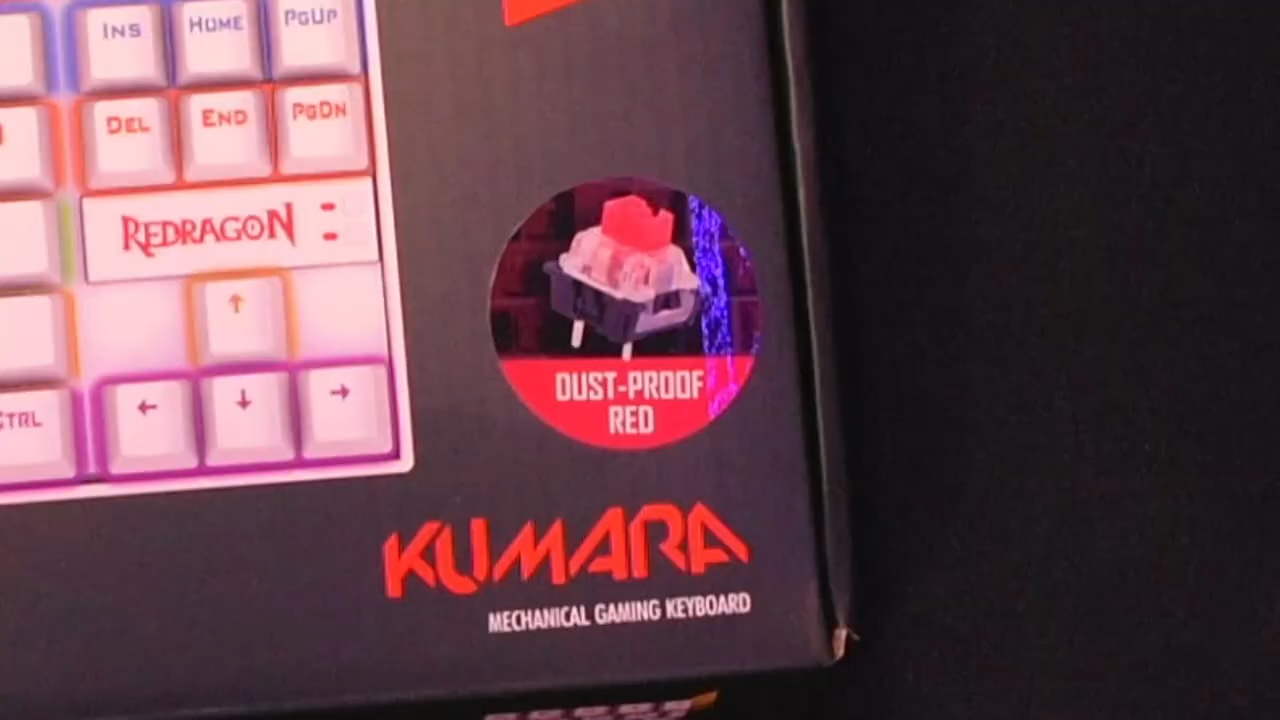 INS HOME PGUP
DEL END PGDN
REDRAGON
↑
CTRL ← ↓ →
DUST-PROOF
RED
KUMARA
MECHANICAL GAMING KEYBOARD